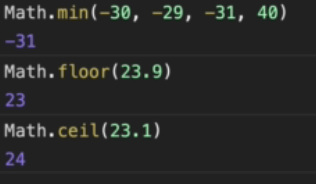 Math.min(-30, -29, -31, 40)
-31
Math.floor(23.9)
23
Math.ceil(23.1)
24